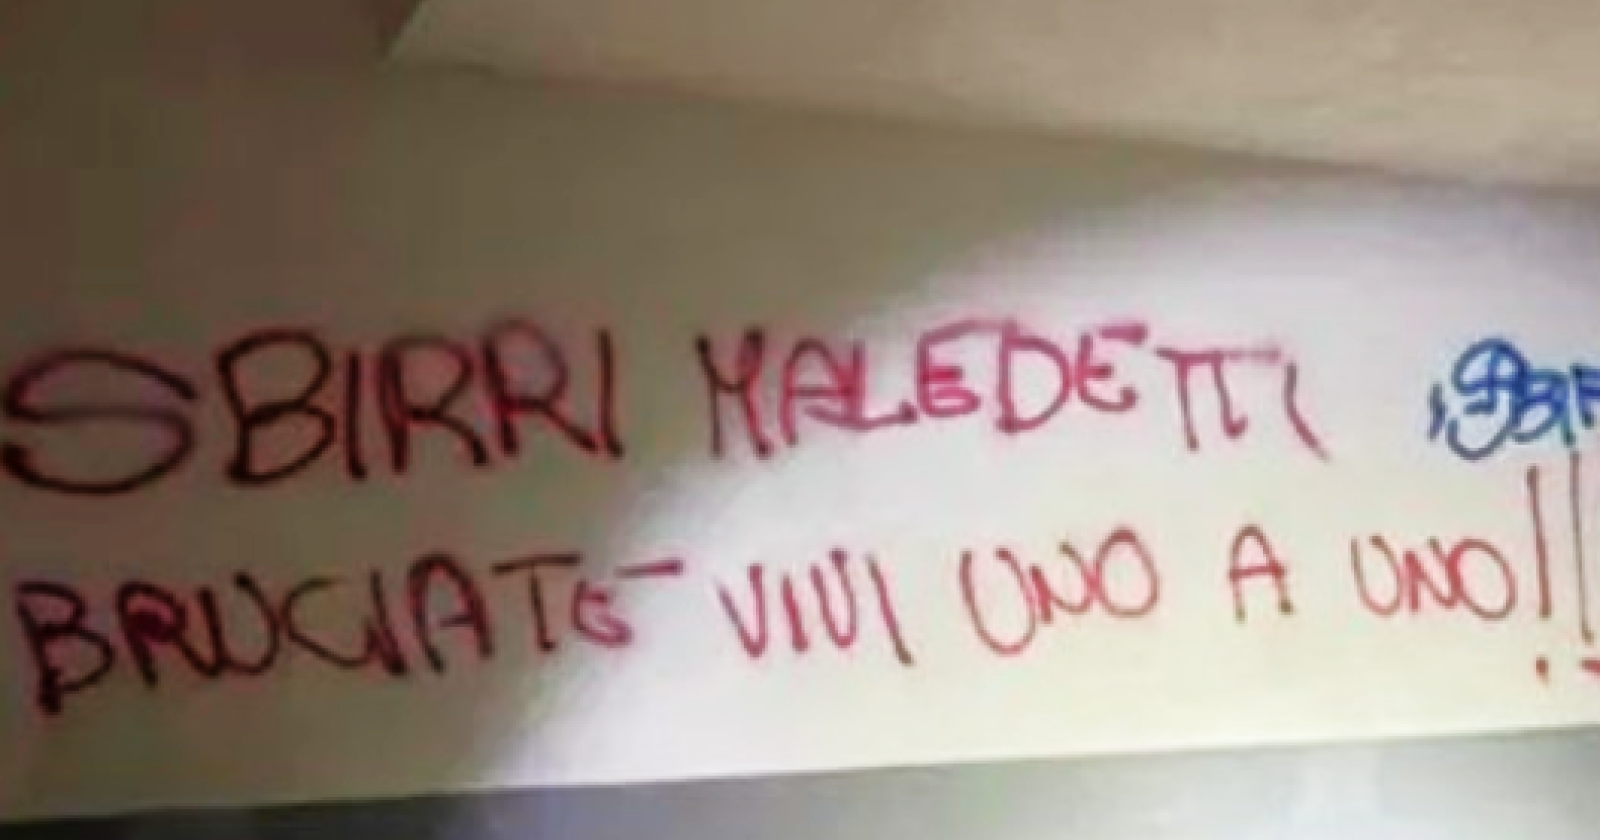 SBIRRI MALEDETTI
BRUCIATE VIVI UNO A UNO!!